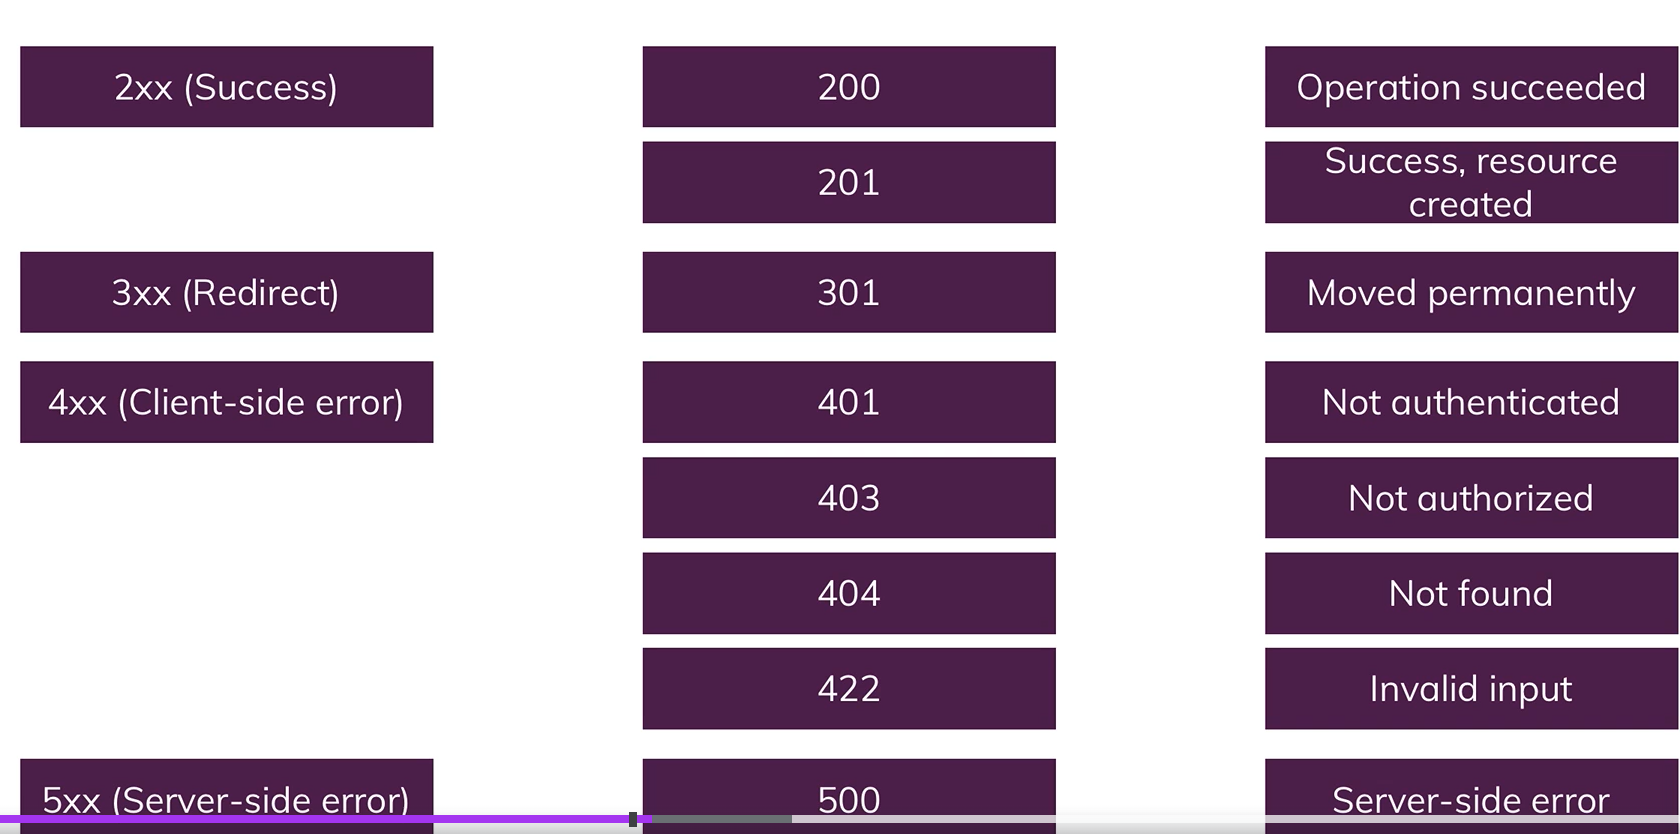 2xx (Success)
200
Operation succeeded
201
Success, resource
created
3xx (Redirect)
301
Moved permanently
4xx (Client-side error)
401
Not authenticated
403
Not authorized
404
Not found
422
Invalid input
5xx (Server-side error)
500
Server-side error